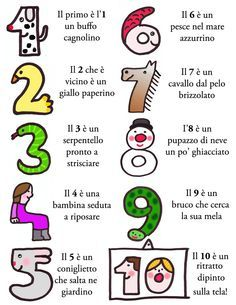 Il primo è l'1
un buffo
cagnolino
Il 2 che è
vicino è un
giallo paperino
Il 3 è un
serpentello
pronto a
strisciare
Il 4 è una
bambina seduta
a riposare
Il 5 è un
coniglietto
che salta ne
giardino
Il 6 è un
pesce nel mare
azzurrino
Il 7 è un
cavallo dal pelo
brizzolato
l'8 è un
pupazzo di neve
un po' ghiacciato
Il 9 è un
bruco che cerca
la sua mela
Il 10 è un
ritratto
dipinto
sulla tela!